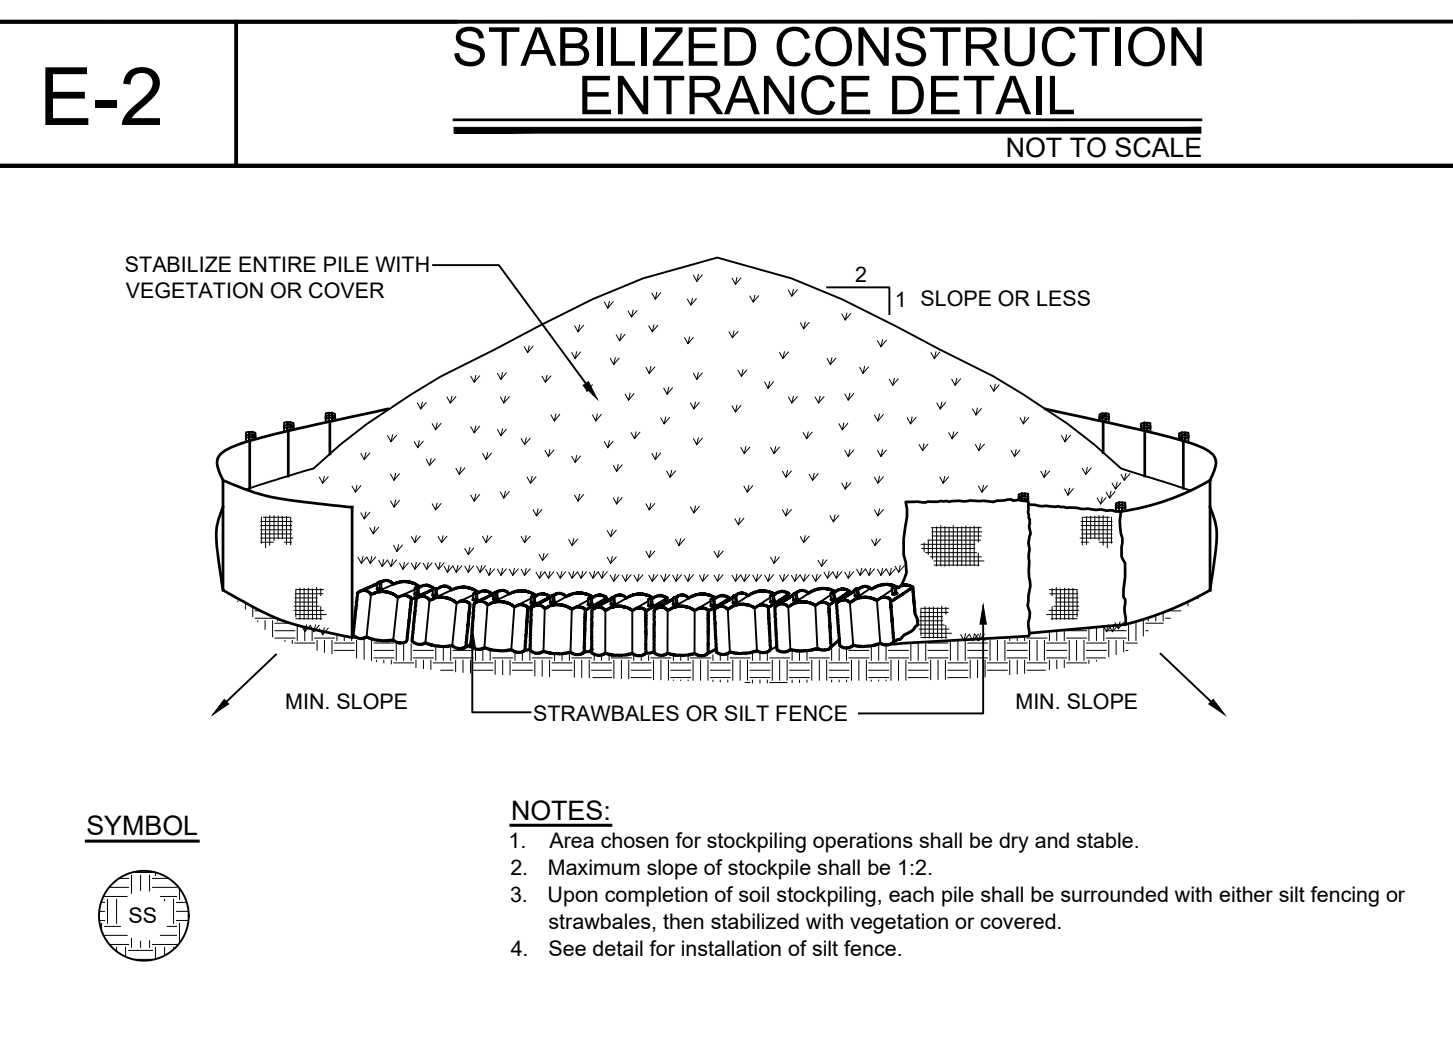 E-2
STABILIZED CONSTRUCTION
ENTRANCE DETAIL
NOT TO SCALE
STABILIZE ENTIRE PILE WITH
VEGETATION OR COVER
2
1 SLOPE OR LESS
MIN. SLOPE
STRAWBALES OR SILT FENCE
MIN. SLOPE
SYMBOL
SS
NOTES:
1. Area chosen for stockpiling operations shall be dry and stable.
2. Maximum slope of stockpile shall be 1:2.
3. Upon completion of soil stockpiling, each pile shall be surrounded with either silt fencing or
strawbales, then stabilized with vegetation or covered.
4. See detail for installation of silt fence.